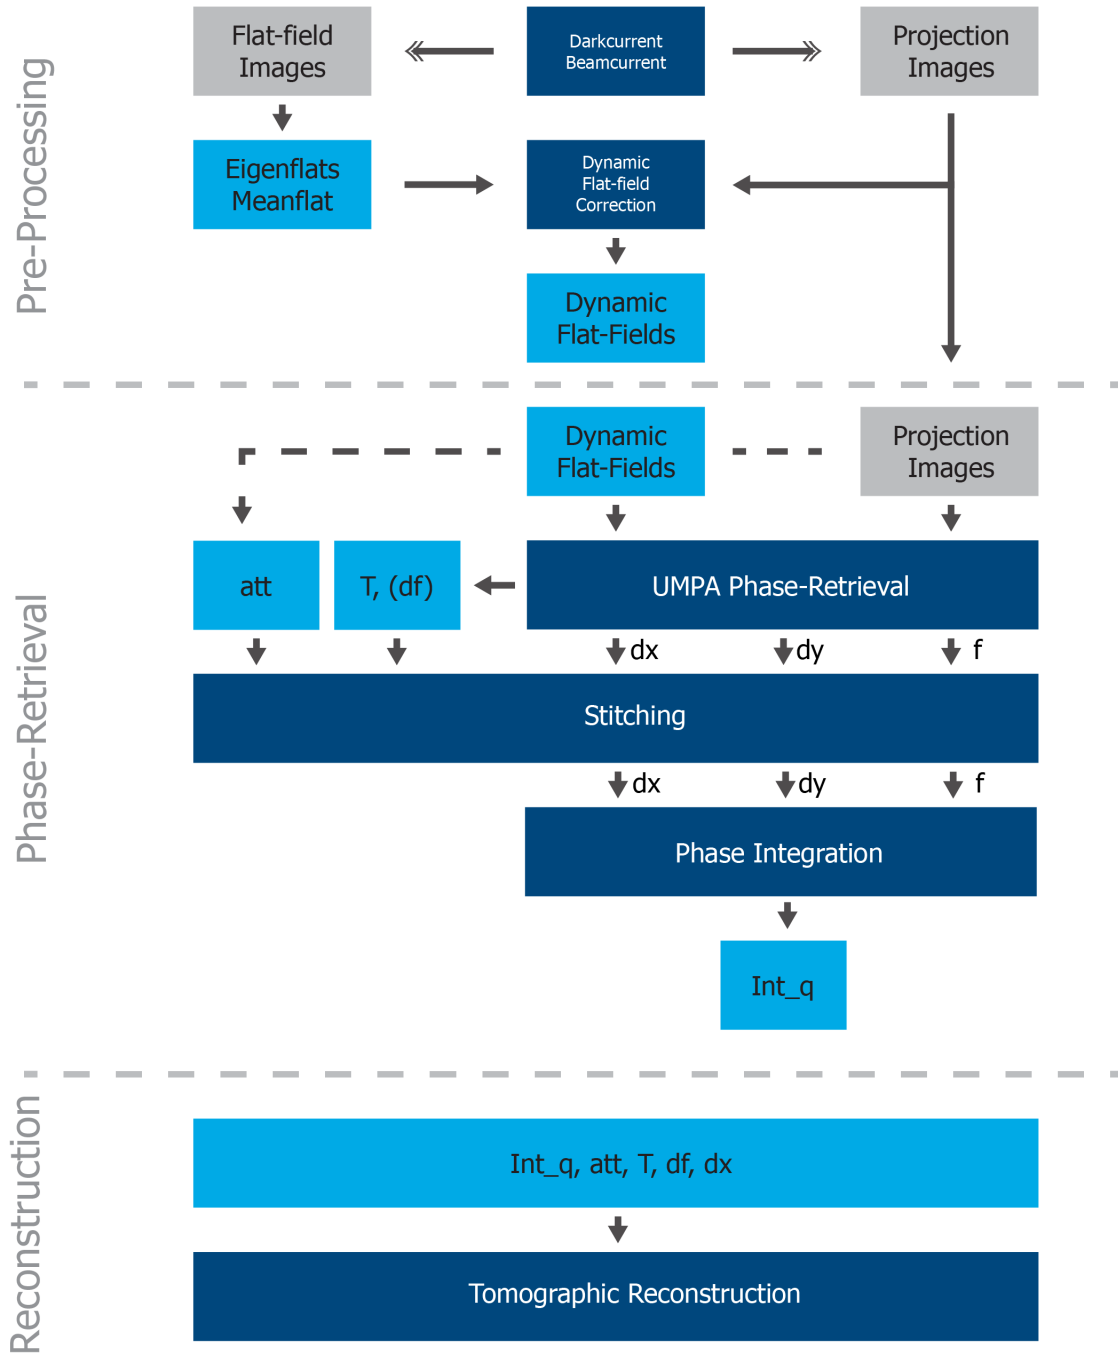 Pre-Processing
Flat-field
Images
Darkcurrent
Beamcurrent
Projection
Images
Eigenflats
Meanflat
Dynamic
Flat-field
Correction
Dynamic
Flat-Fields
Phase-Retrieval
Dynamic
Flat-Fields
Projection
Images
att
T, (df)
UMPA Phase-Retrieval
dx
dy
f
Stitching
dx
dy
f
Phase Integration
Int_q
Reconstruction
Int_q, att, T, df, dx
Tomographic Reconstruction